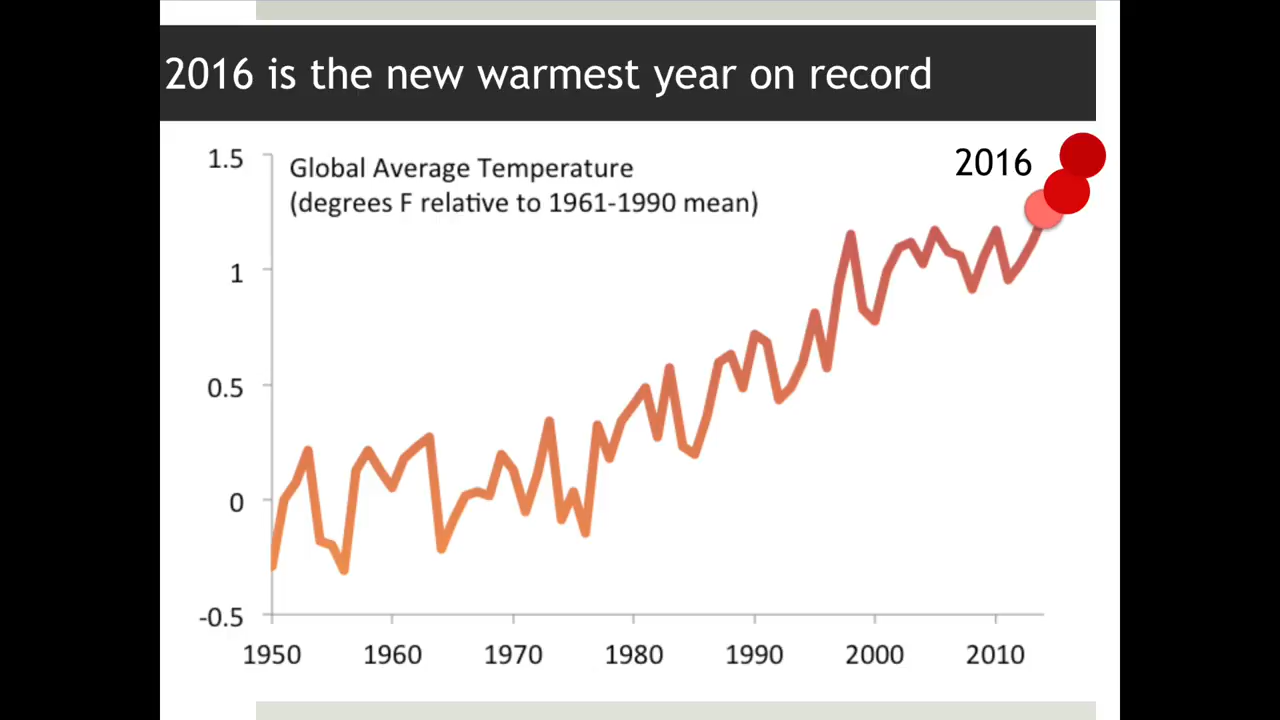 2016 is the new warmest year on record
1.5
Global Average Temperature
(degrees F relative to 1961-1990 mean)
2016
1
0.5
0
-0.5
1950 1960 1970 1980 1990 2000 2010